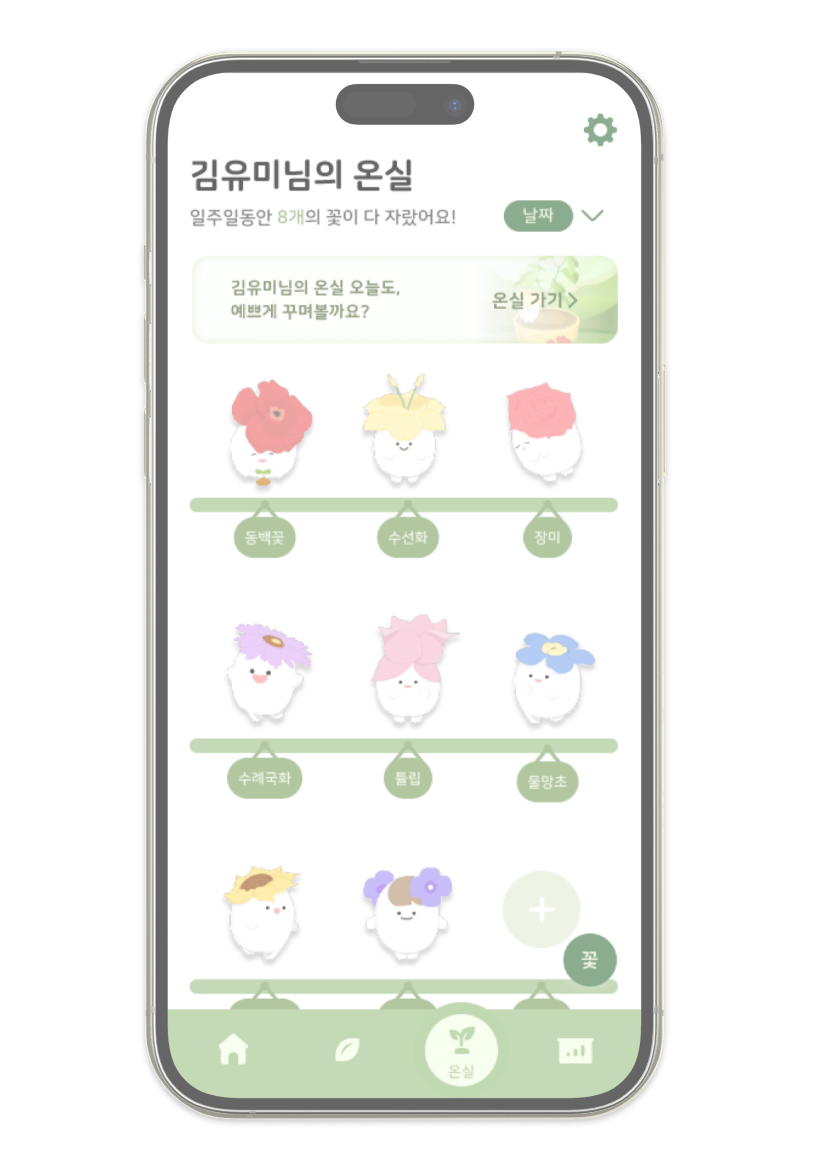 김유미님의 온실
일주일동안 8개의 꽃이 다 자랐어요!
날짜
김유미님의 온실 오늘도,
예쁘게 꾸며볼까요?
온실 가기
동백꽃
수선화
장미
수레국화
튤립
물망초
꽃
온실